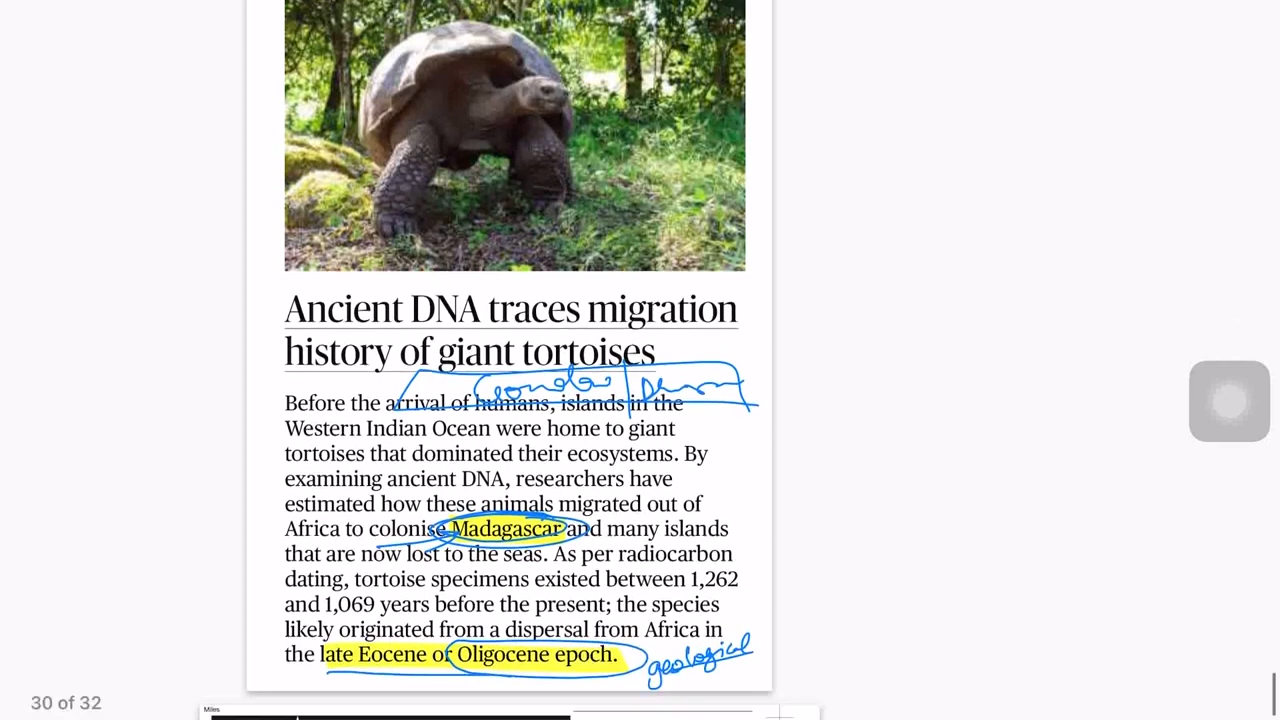 Ancient DNA traces migration
history of giant tortoises
Before the arrival of humans, islands in the
Western Indian Ocean were home to giant
tortoises that dominated their ecosystems. By
examining ancient DNA, researchers have
estimated how these animals migrated out of
Africa to colonise Madagascar and many islands
that are now lost to the seas. As per radiocarbon
dating, tortoise specimens existed between 1,262
and 1,069 years before the present; the species
likely originated from a dispersal from Africa in
the late Eocene or Oligocene epoch.
geological
30 of 32
Miles